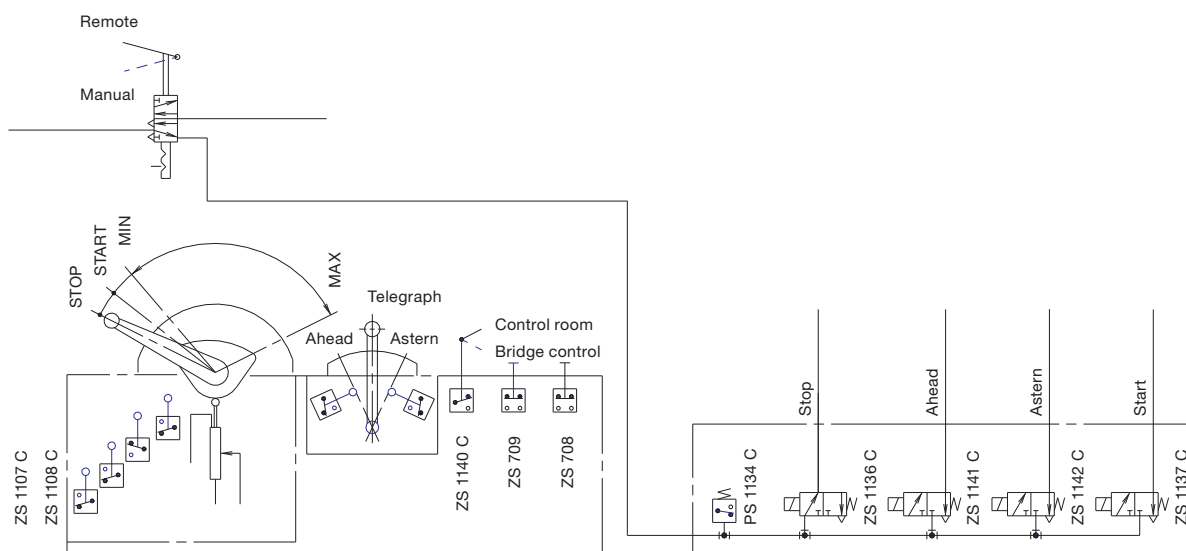 Remote
Manual
STOP
START
MIN
MAX
Telegraph
Ahead
Astern
Control room
Bridge control
ZS 1107 C
ZS 1108 C
ZS 1140 C
ZS 709
ZS 708
Stop
Ahead
Astern
Start
PS 1134 C
ZS 1136 C
ZS 1141 C
ZS 1142 C
ZS 1137 C